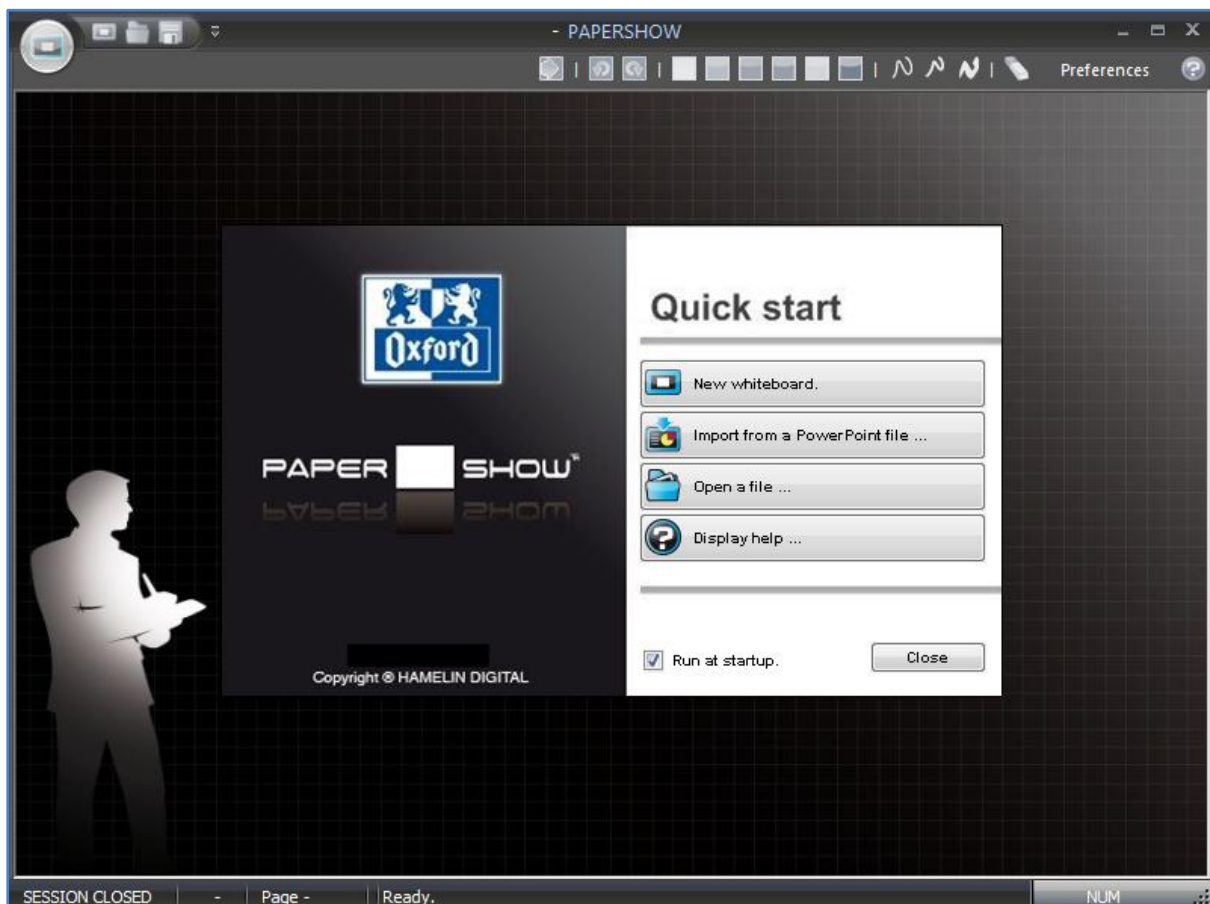 - PAPERSHOW
Preferences
Oxford
PAPER SHOW™
Copyright ® HAMELIN DIGITAL
Quick start
New whiteboard.
Import from a PowerPoint file ...
Open a file ...
Display help ...
Run at startup.
Close
SESSION CLOSED - Page - Ready. NUM